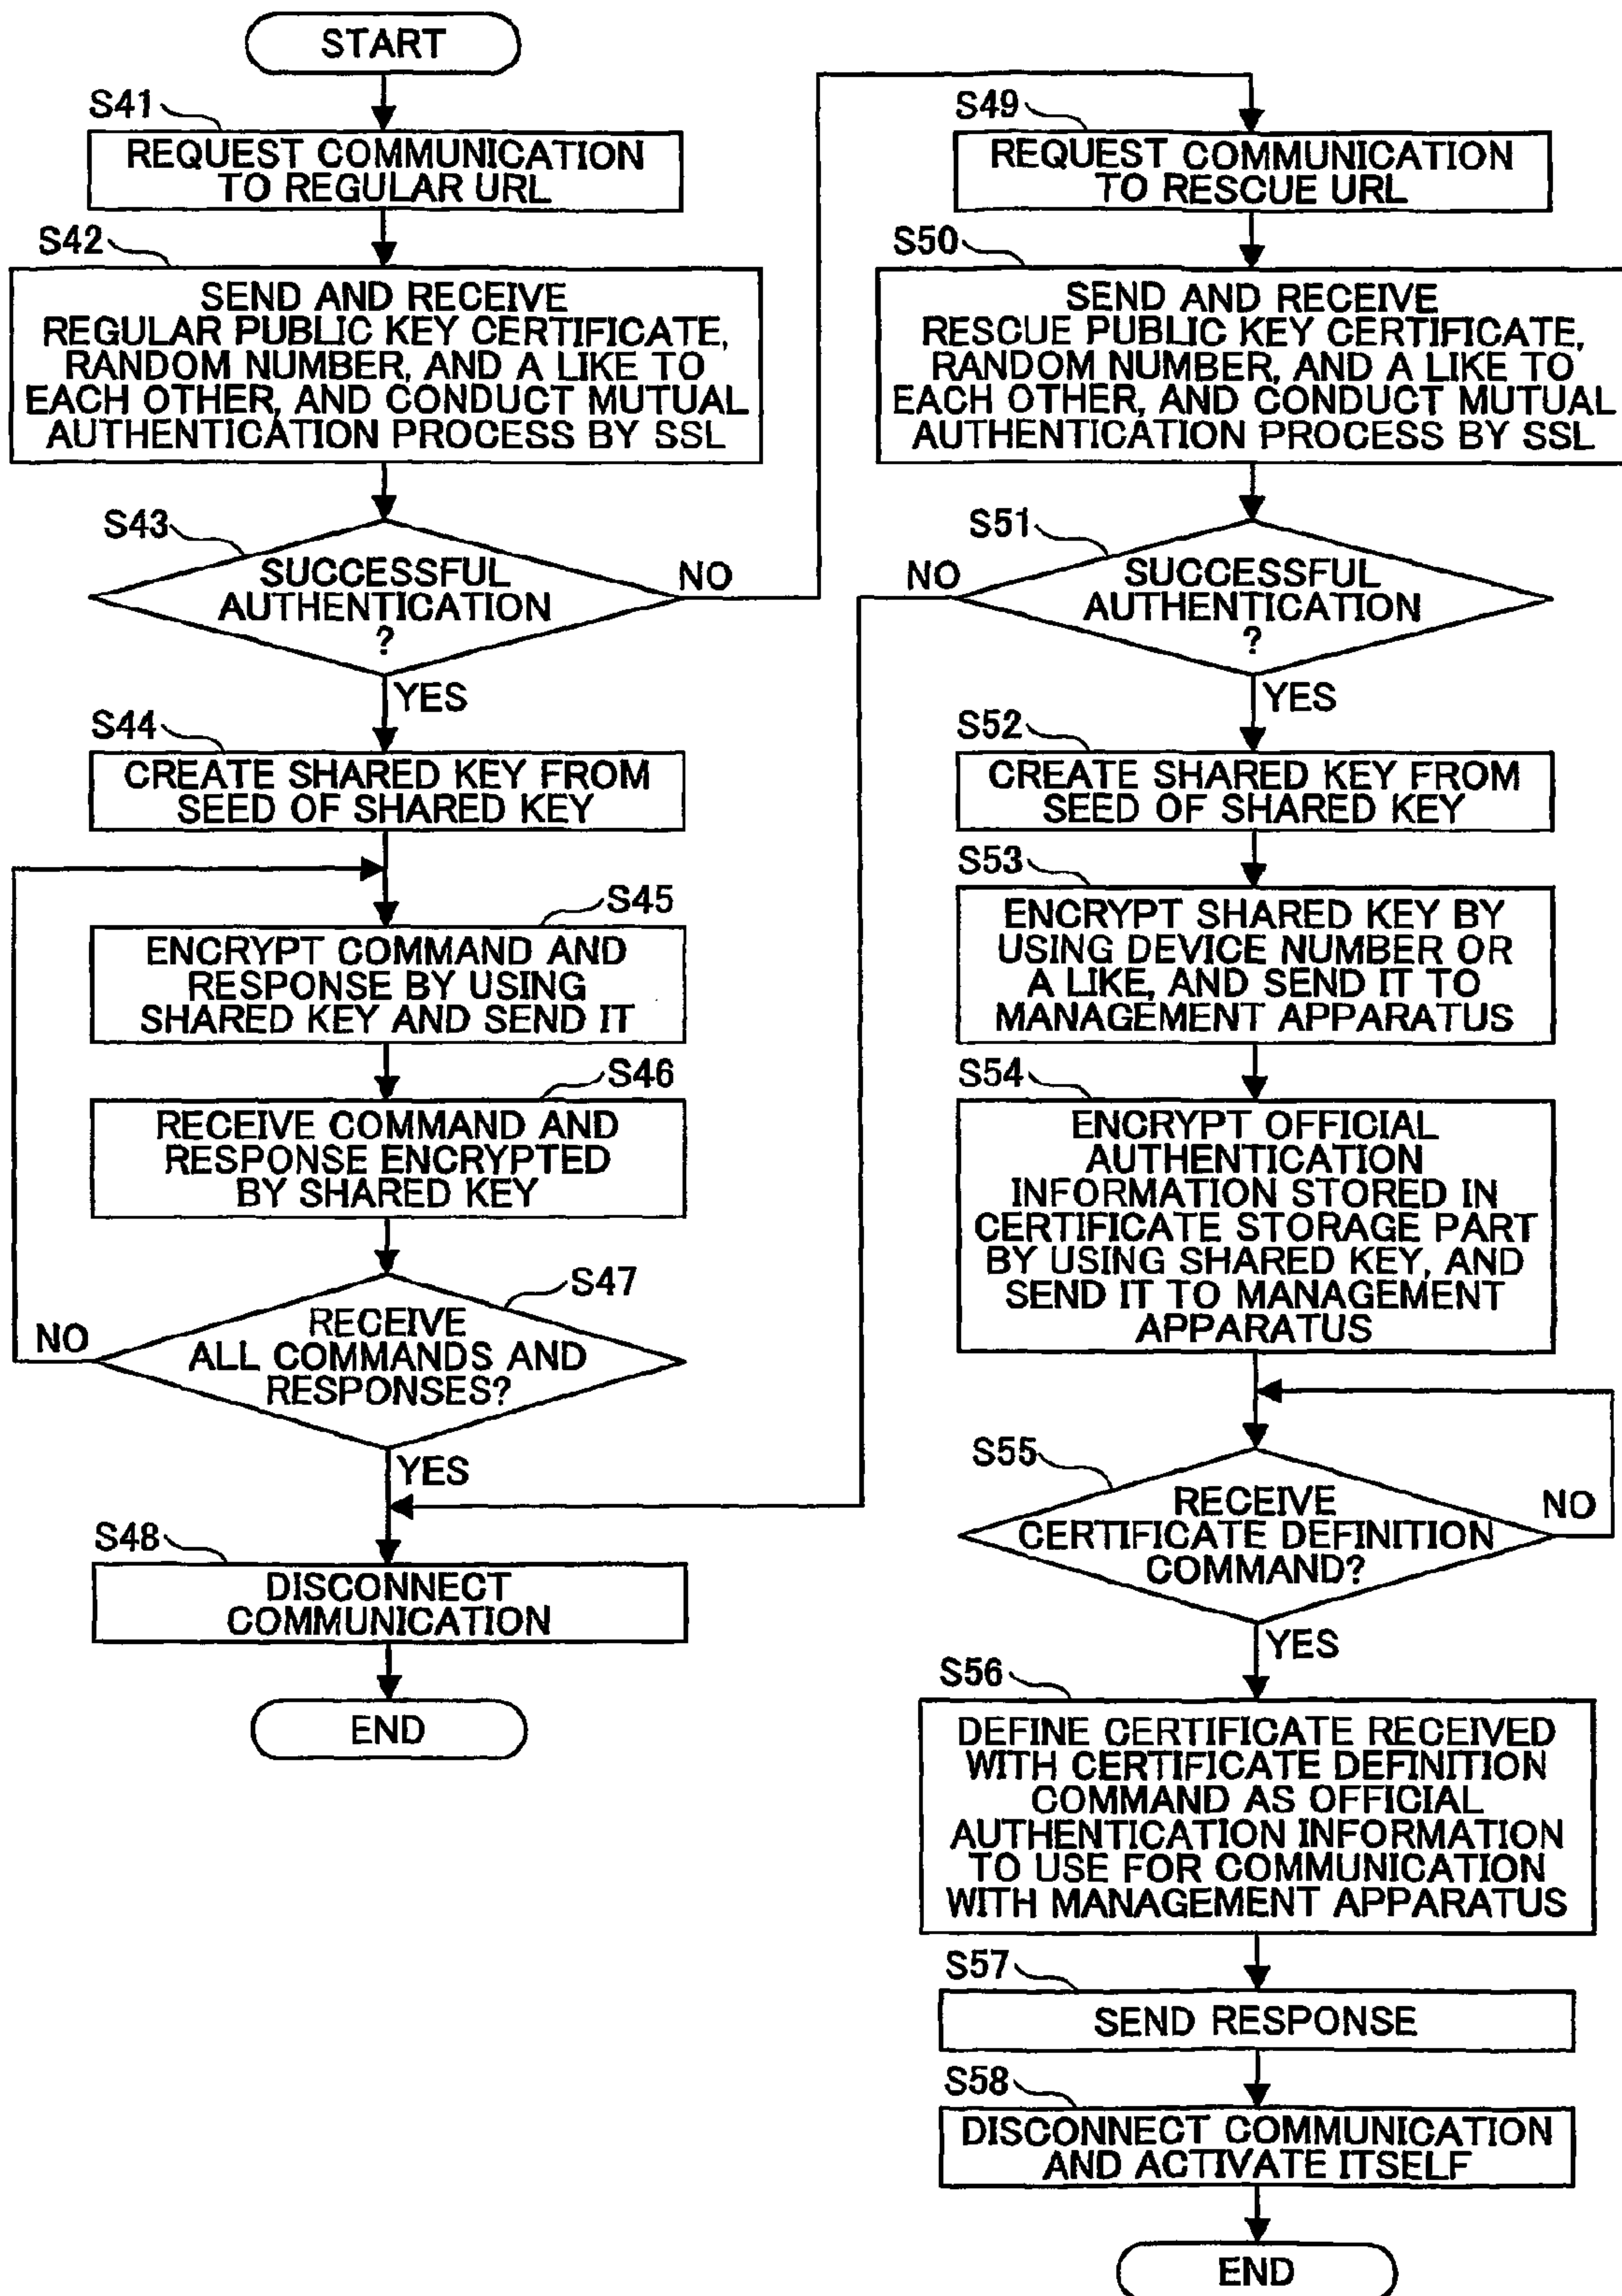 START
S41
REQUEST COMMUNICATION
TO REGULAR URL
S42
SEND AND RECEIVE
REGULAR PUBLIC KEY CERTIFICATE,
RANDOM NUMBER, AND A LIKE TO
EACH OTHER, AND CONDUCT MUTUAL
AUTHENTICATION PROCESS BY SSL
S43
SUCCESSFUL
AUTHENTICATION
?
NO
YES
S44
CREATE SHARED KEY FROM
SEED OF SHARED KEY
S45
ENCRYPT COMMAND AND
RESPONSE BY USING
SHARED KEY AND SEND IT
S46
RECEIVE COMMAND AND
RESPONSE ENCRYPTED
BY SHARED KEY
S47
RECEIVE
ALL COMMANDS AND
RESPONSES?
NO
YES
S48
DISCONNECT
COMMUNICATION
END
S49
REQUEST COMMUNICATION
TO RESCUE URL
S50
SEND AND RECEIVE
RESCUE PUBLIC KEY CERTIFICATE,
RANDOM NUMBER, AND A LIKE TO
EACH OTHER, AND CONDUCT MUTUAL
AUTHENTICATION PROCESS BY SSL
S51
SUCCESSFUL
AUTHENTICATION
?
NO
YES
S52
CREATE SHARED KEY FROM
SEED OF SHARED KEY
S53
ENCRYPT SHARED KEY BY
USING DEVICE NUMBER OR
A LIKE, AND SEND IT TO
MANAGEMENT APPARATUS
S54
ENCRYPT OFFICIAL
AUTHENTICATION
INFORMATION STORED IN
CERTIFICATE STORAGE PART
BY USING SHARED KEY, AND
SEND IT TO MANAGEMENT
APPARATUS
S55
RECEIVE
CERTIFICATE DEFINITION
COMMAND?
NO
YES
S56
DEFINE CERTIFICATE RECEIVED
WITH CERTIFICATE DEFINITION
COMMAND AS OFFICIAL
AUTHENTICATION INFORMATION
TO USE FOR COMMUNICATION
WITH MANAGEMENT APPARATUS
S57
SEND RESPONSE
S58
DISCONNECT COMMUNICATION
AND ACTIVATE ITSELF
END